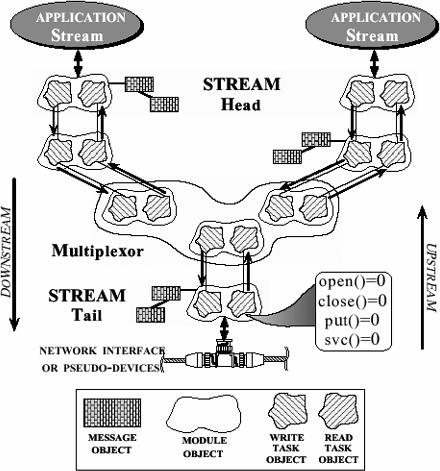 APPLICATION
Stream
APPLICATION
Stream
STREAM
Head
DOWNSTREAM
UPSTREAM
Multiplexor
STREAM
Tail
open()=0
close()=0
put()=0
svc()=0
NETWORK INTERFACE
OR PSEUDO-DEVICES
MESSAGE
OBJECT
MODULE
OBJECT
WRITE
TASK
OBJECT
READ
TASK
OBJECT